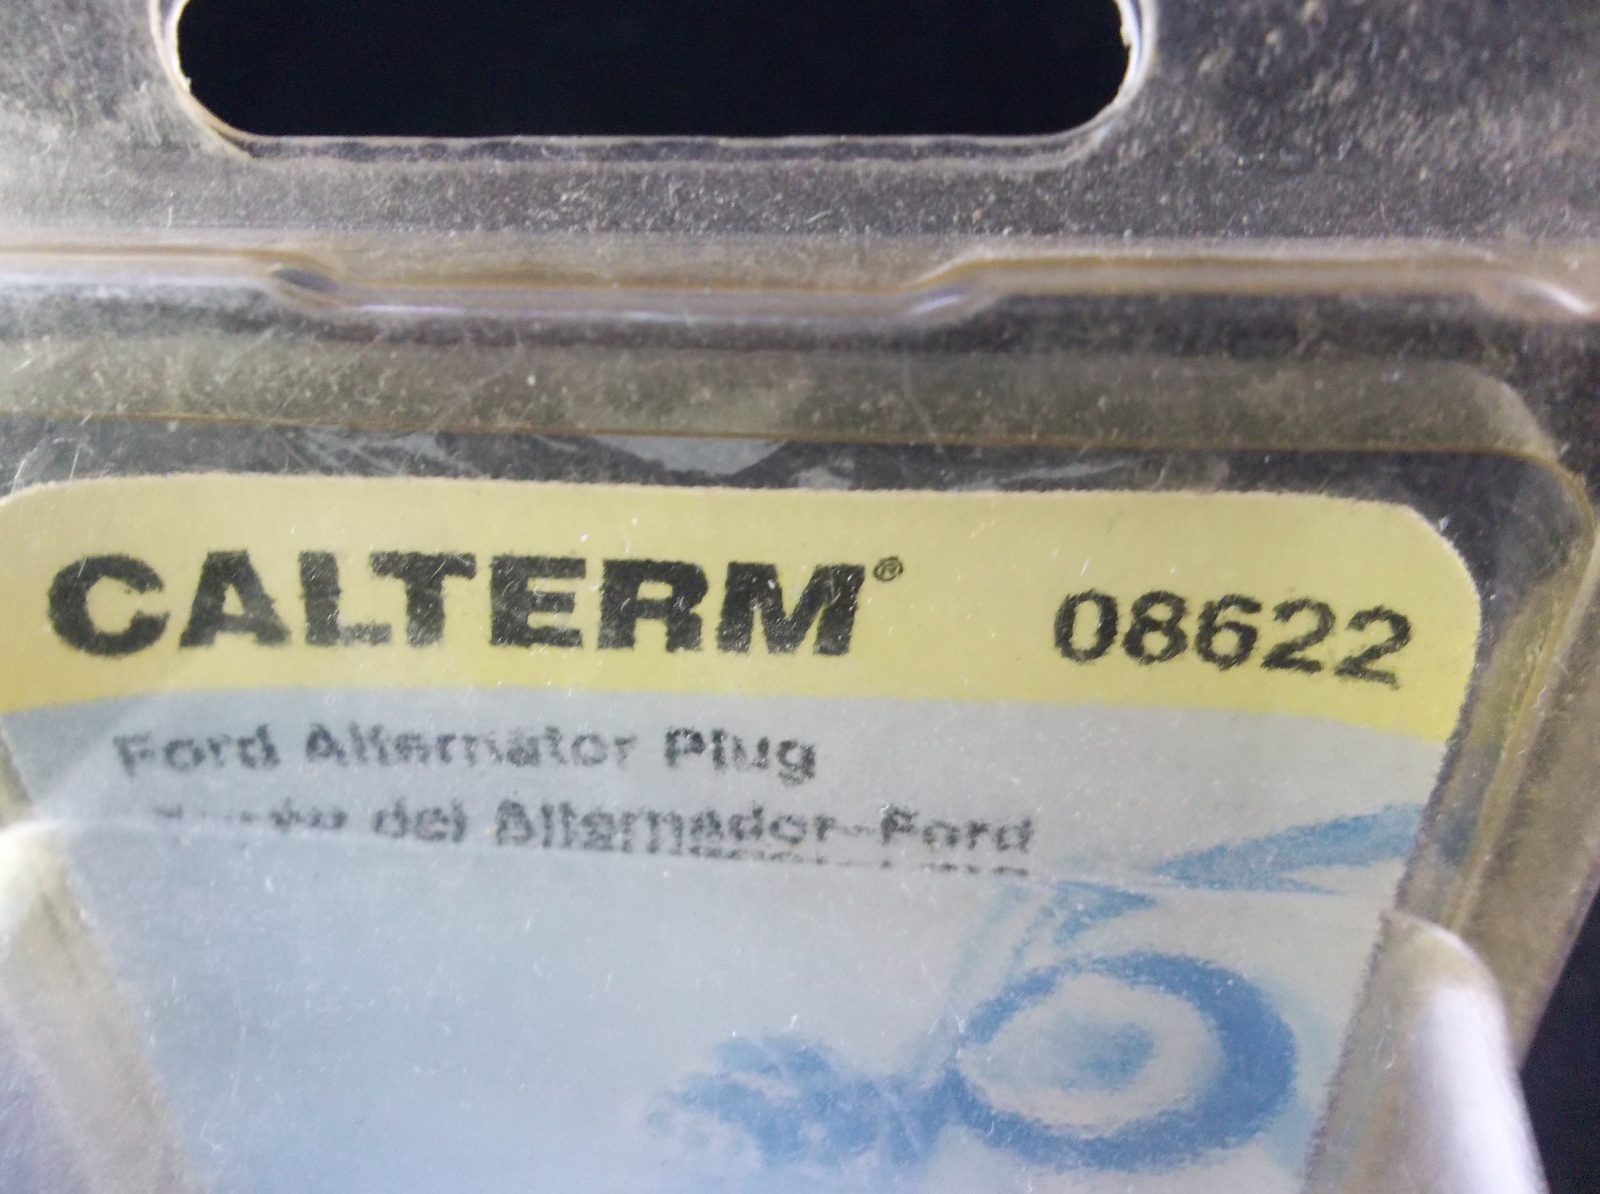 CALTERM® 08622
Ford Alternator Plug
del Alternador-Ford